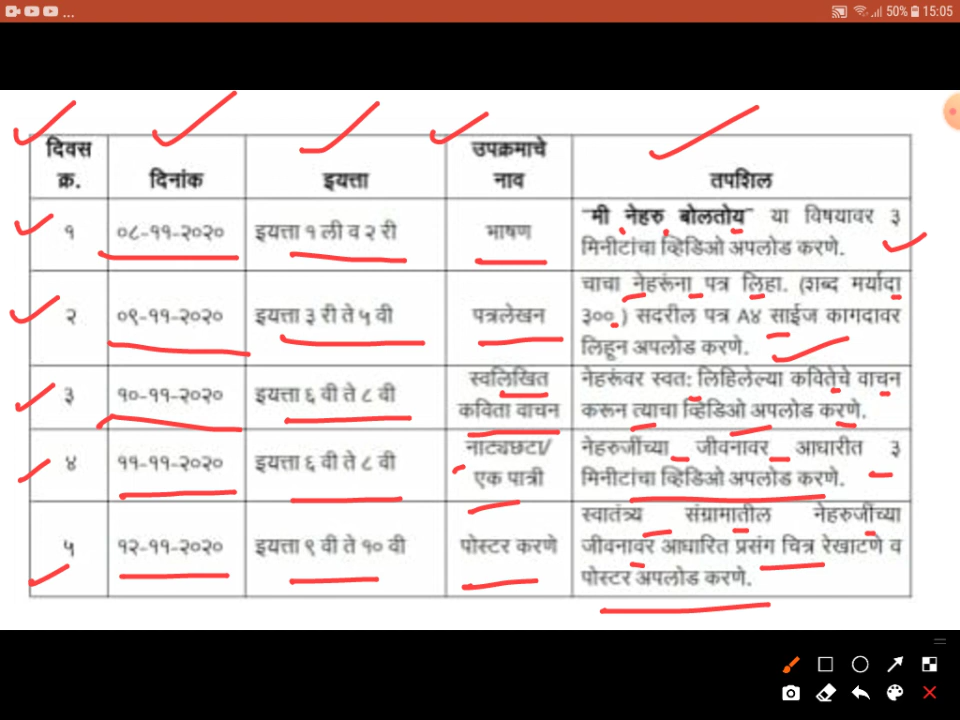 ... 50% 15:05
दिवस क्र. दिनांक इयत्ता उपक्रमाचे नाव तपशिल
१ ०८-११-२०२० इयत्ता १ ली व २ री भाषण "मी नेहरु बोलतोय" या विषयावर ३
मिनीटांचा व्हिडिओ अपलोड करणे.
२ ०९-११-२०२० इयत्ता ३ री ते ५ वी पत्रलेखन चाचा नेहरूंना पत्र लिहा. (शब्द मर्यादा
३००.) सदरील पत्र A४ साईज कागदावर
लिहून अपलोड करणे.
३ १०-११-२०२० इयत्ता ६ वी ते ८ वी स्वलिखित कविता वाचन नेहरूंवर स्वत: लिहिलेल्या कवितेचे वाचन
करून त्याचा व्हिडिओ अपलोड करणे.
४ ११-११-२०२० इयत्ता ६ वी ते ८ वी नाट्यछटा/ एक पात्री नेहरुजींच्या जीवनावर आधारीत ३
मिनीटांचा व्हिडिओ अपलोड करणे.
५ १२-११-२०२० इयत्ता ९ वी ते १० वी पोस्टर करणे स्वातंत्र्य संग्रामातील नेहरुजींच्या
जीवनावर आधारित प्रसंग चित्र रेखाटणे व
पोस्टर अपलोड करणे.